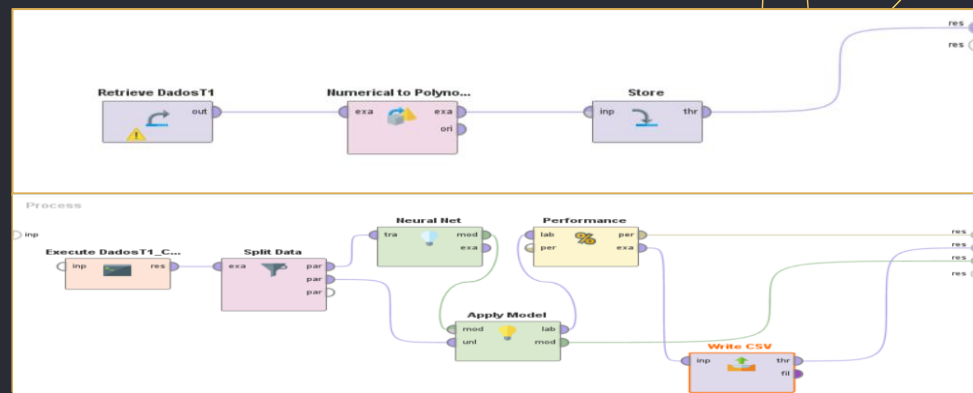 res
res
Retrieve DadosT1
out
Numerical to Polyno...
exa
exa
ori
Store
inp
thr
Process
inp
Execute DadosT1_C...
inp
res
Split Data
exa
par
par
par
Neural Net
tra
mod
exa
Performance
lab
per
per
exa
Apply Model
mod
unl
lab
mod
Write CSV
inp
thr
fil
res
res
res
res